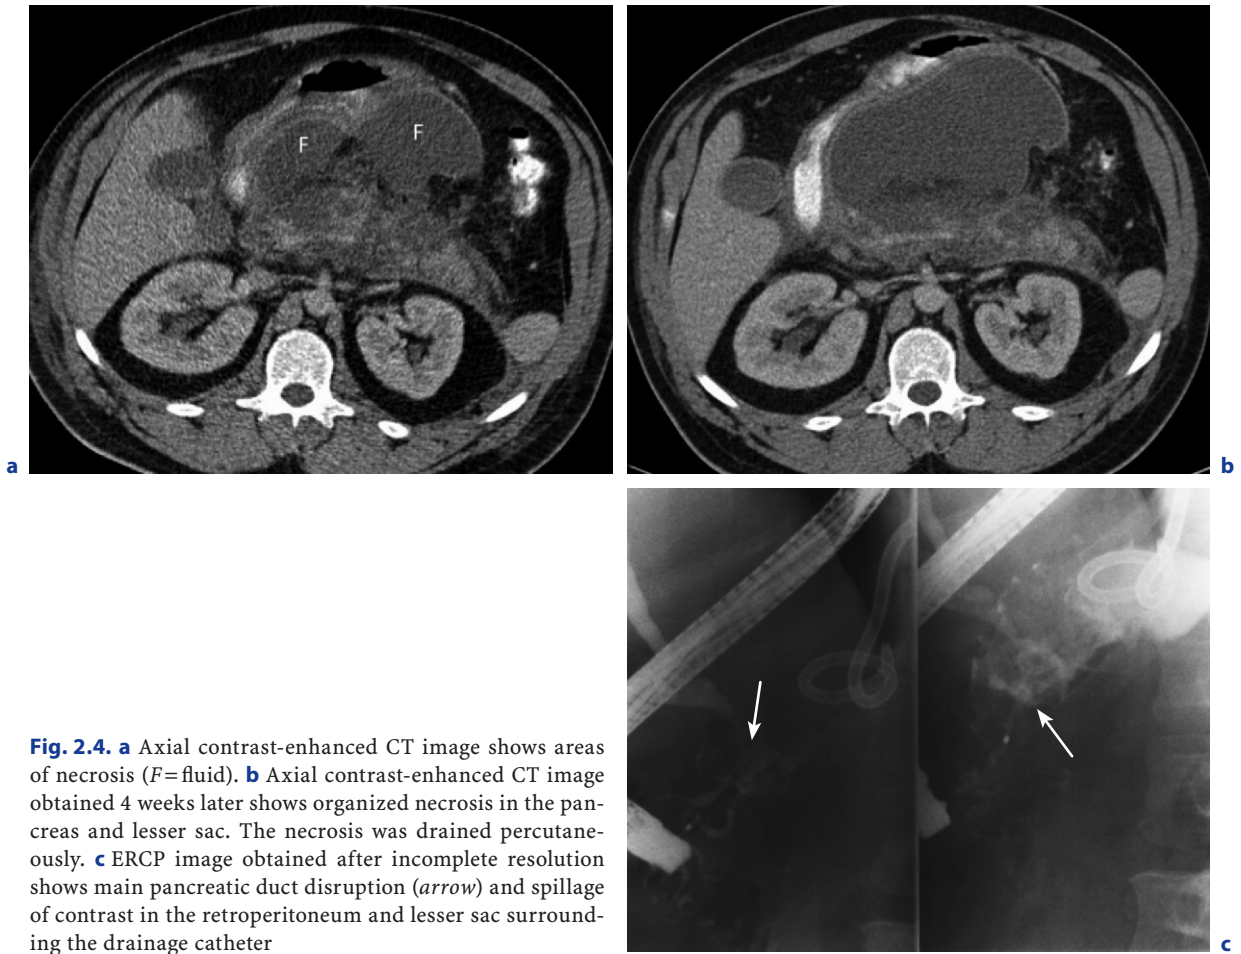 F
F
a
b
Fig. 2.4. a Axial contrast-enhanced CT image shows areas
of necrosis (F=fluid). b Axial contrast-enhanced CT image
obtained 4 weeks later shows organized necrosis in the pan-
creas and lesser sac. The necrosis was drained percutane-
ously. c ERCP image obtained after incomplete resolution
shows main pancreatic duct disruption (arrow) and spillage
of contrast in the retroperitoneum and lesser sac surround-
ing the drainage catheter
c